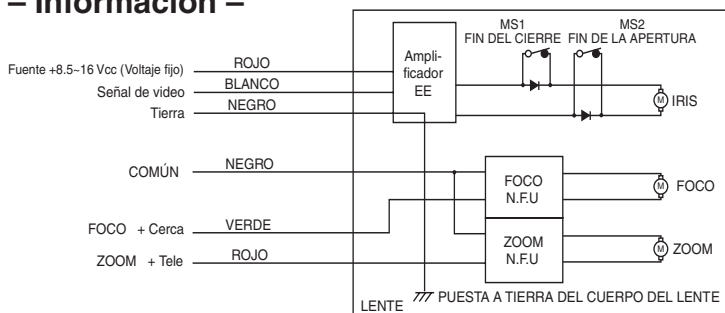 – Información –
MS1
FIN DEL CIERRE
MS2
FIN DE LA APERTURA
Fuente +8.5~16 Vcc (Voltaje fijo)
ROJO
Señal de video
BLANCO
Tierra
NEGRO
Ampli-
ficador
EE
M
IRIS
COMÚN
NEGRO
FOCO
N.F.U
M
FOCO
FOCO + Cerca
VERDE
ZOOM + Tele
ROJO
ZOOM
N.F.U
M
ZOOM
LENTE
PUESTA A TIERRA DEL CUERPO DEL LENTE